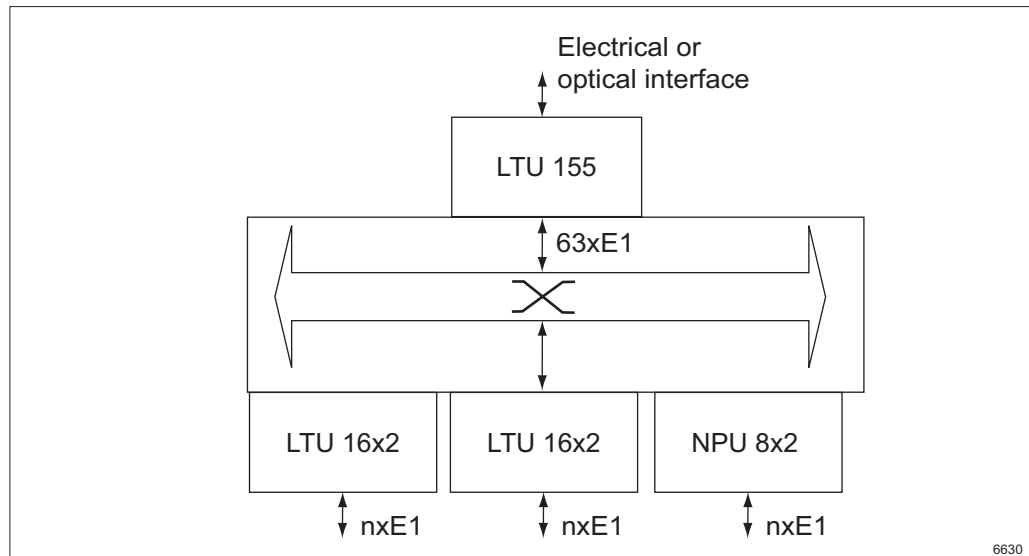 Electrical or
optical interface
LTU 155
63xE1
LTU 16x2
LTU 16x2
NPU 8x2
nxE1
nxE1
nxE1
6630